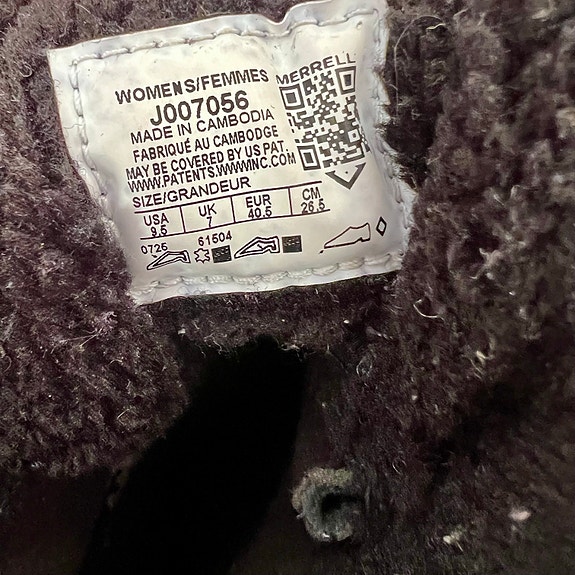 WOMENS/FEMMES
MERRELL
J007056
MADE IN CAMBODIA
FABRIQUÉ AU CAMBODGE
MAY BE COVERED BY US PAT.
WWW.PATENTS.WWWINC.COM
SIZE/GRANDEUR
USA UK EUR CM
9.5 7 40.5 26.5
0726 61504